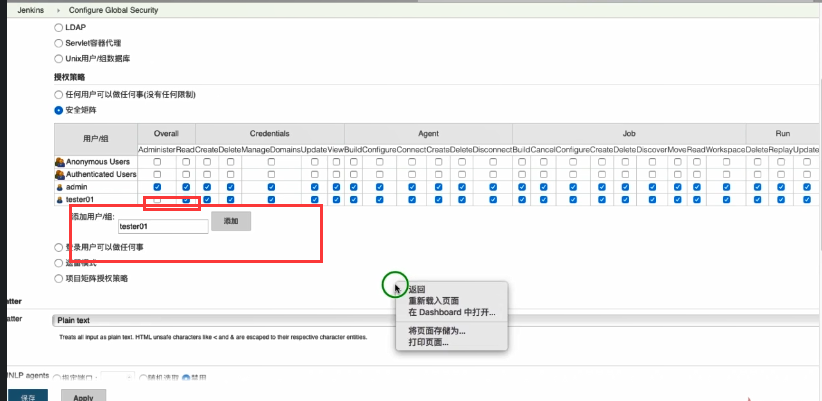 Jenkins ▸ Configure Global Security
LDAP
Servlet容器代理
Unix用户/组数据库
授权策略
任何用户可以做任何事(没有任何限制)
安全矩阵
用户/组 Overall Credentials Agent Job Run
Administer Read Create Delete ManageDomains Update View Build Configure Connect Create Delete Disconnect Build Cancel Configure Create Delete Discover Move Read Workspace Delete Replay Update
Anonymous Users
Authenticated Users
admin
tester01
添加用户/组:
tester01 添加
登录用户可以做任何事
遗留模式
项目矩阵授权策略
返回
重新载入页面
在 Dashboard 中打开...
将页面存储为...
打印页面...
atter
atter Plain text
Treats all input as plain text. HTML unsafe characters like < and & are escaped to their respective character entities.
NLP agents 指定端口 : 随机选取 禁用
保存 Apply